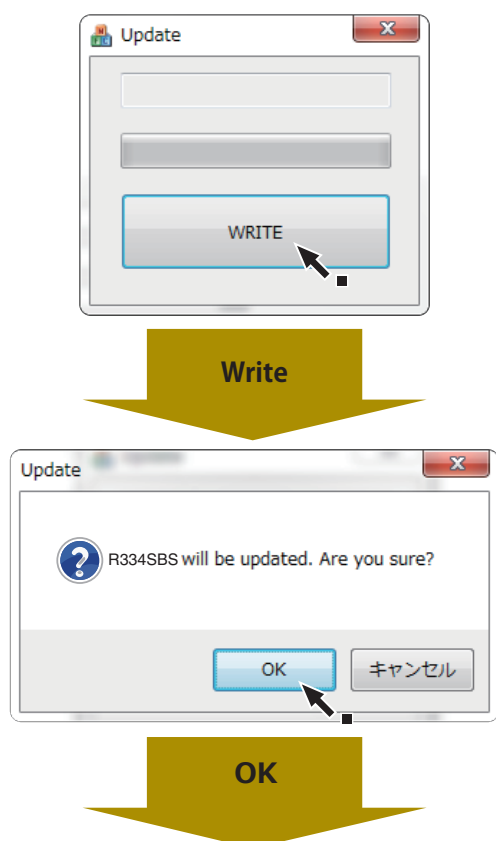 Update
WRITE
Write
Update
R334SBS will be updated. Are you sure?
OK
キャンセル
OK